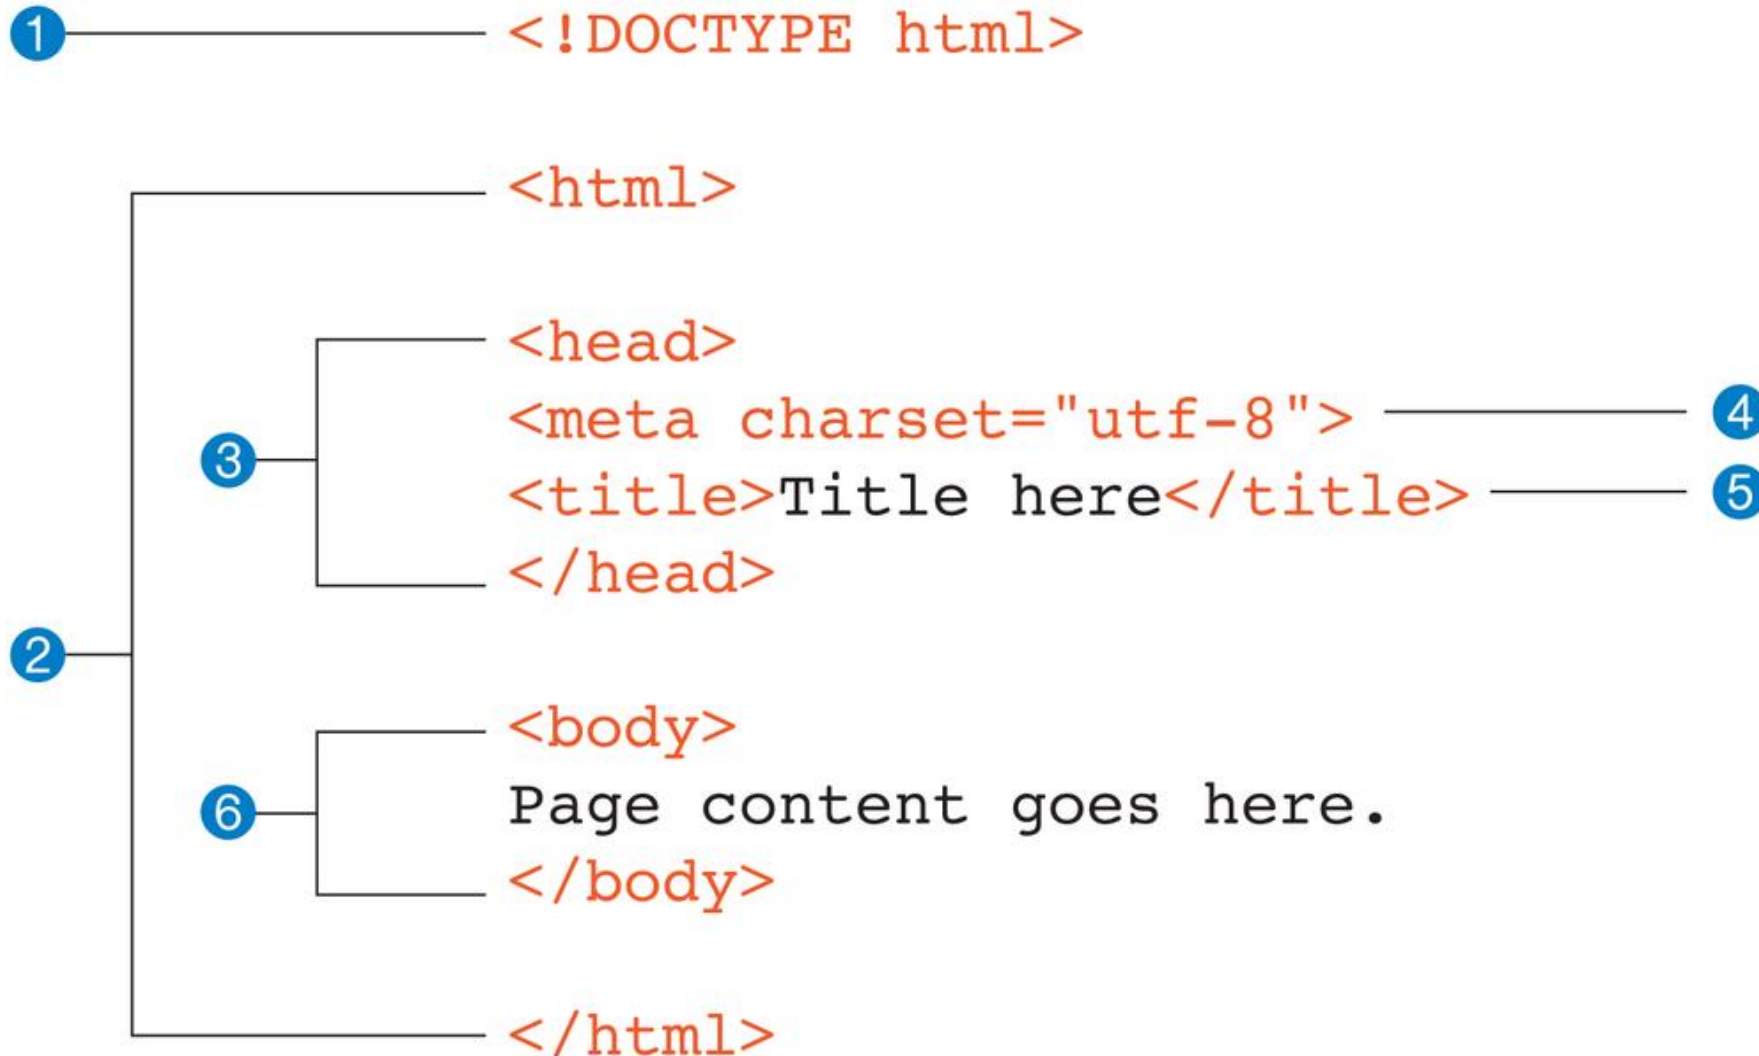 1 <!DOCTYPE html>
<html>
<head>
<meta charset="utf-8"> 4
3
<title>Title here</title> 5
</head>
2
<body>
6 Page content goes here.
</body>
</html>